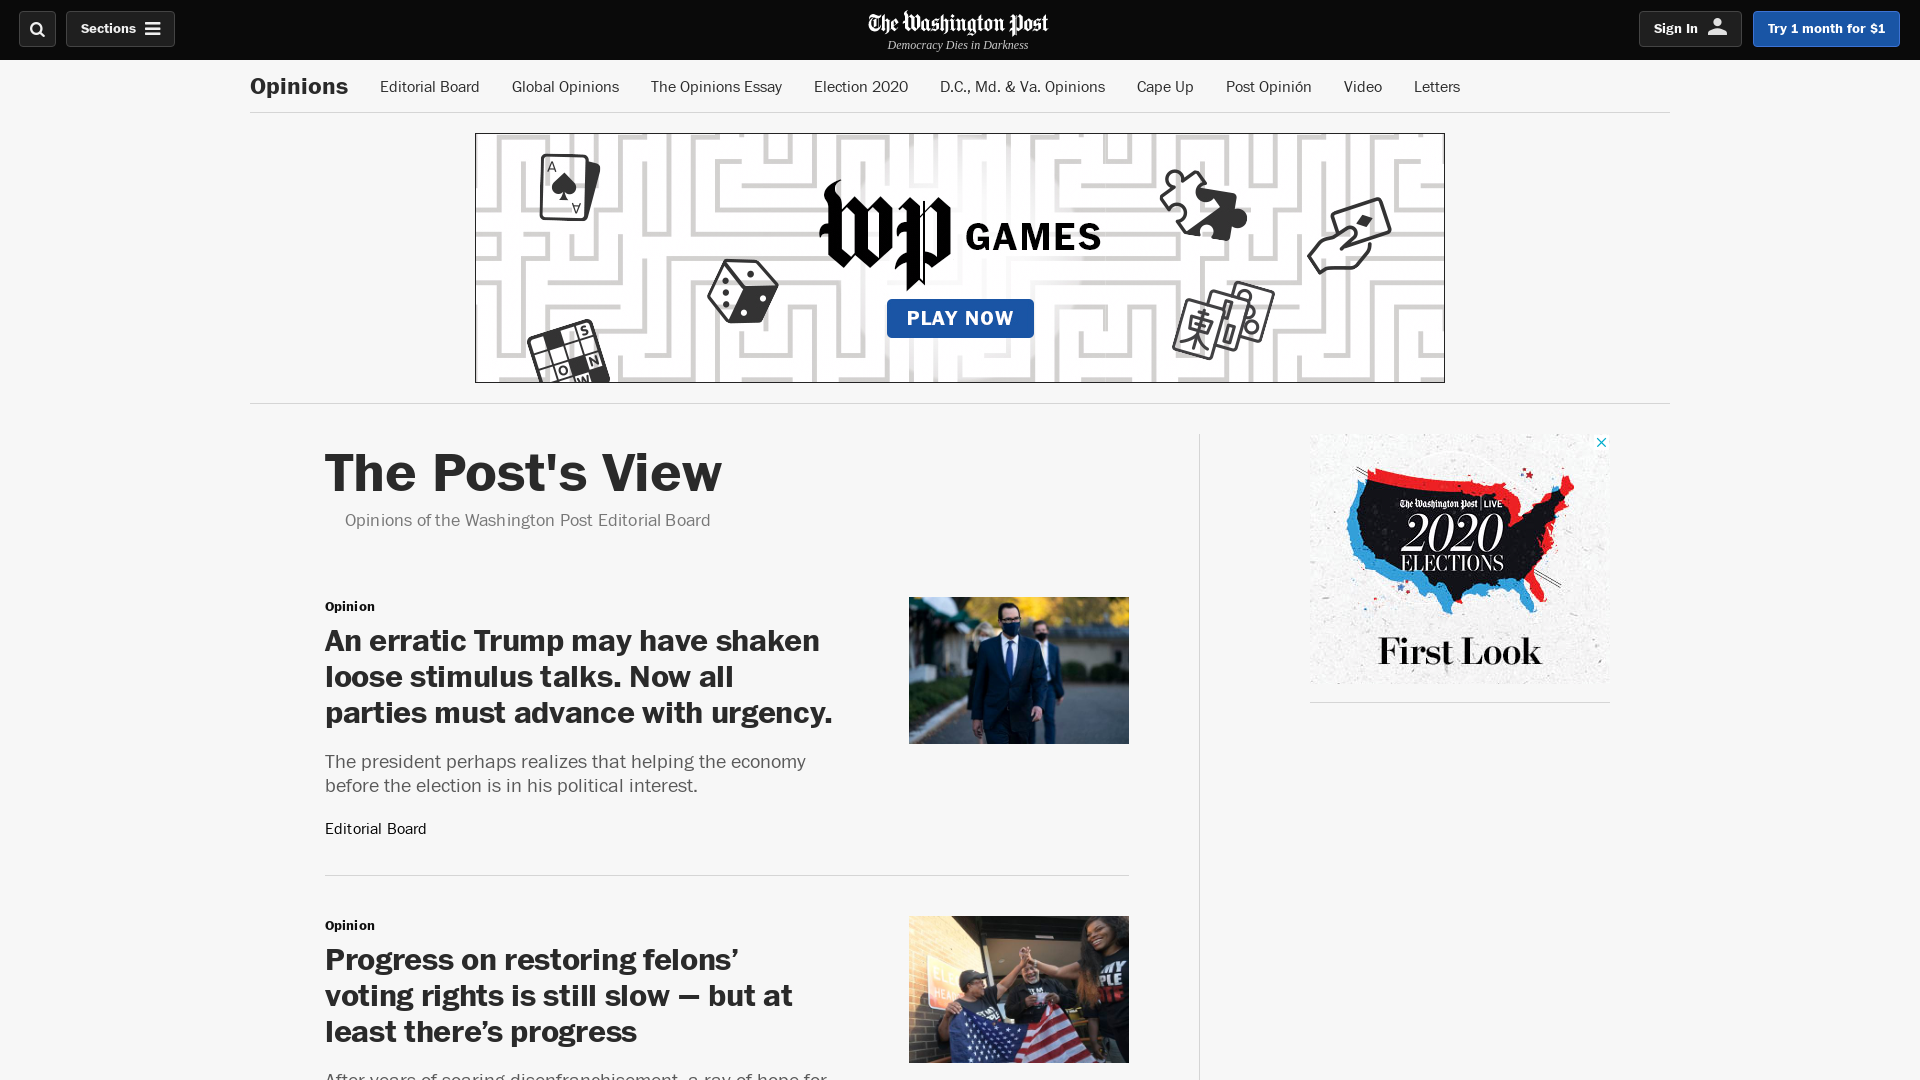 Sections
The Washington Post
Democracy Dies in Darkness
Sign In
Try 1 month for $1
Opinions
Editorial Board
Global Opinions
The Opinions Essay
Election 2020
D.C., Md. & Va. Opinions
Cape Up
Post Opinión
Video
Letters
A
A
wp GAMES
PLAY NOW
東
S
O
N
W
The Post's View
Opinions of the Washington Post Editorial Board
The Washington Post LIVE
2020
ELECTIONS
First Look
Opinion
An erratic Trump may have shaken
loose stimulus talks. Now all
parties must advance with urgency.
The president perhaps realizes that helping the economy
before the election is in his political interest.
Editorial Board
Opinion
Progress on restoring felons’
voting rights is still slow — but at
least there’s progress
After years of soaring disenfranchisement, a ray of hope for